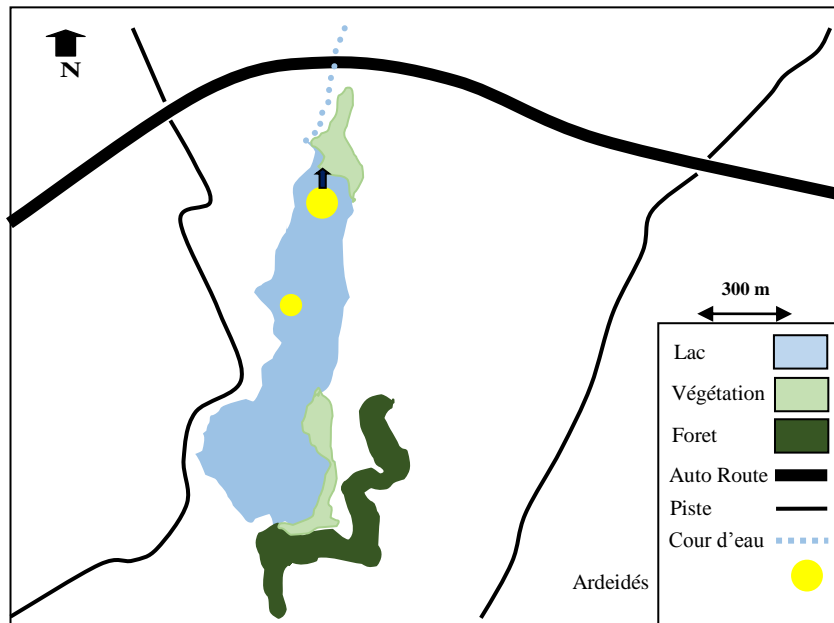 N
300 m
Lac
Végétation
Foret
Auto Route
Piste
Cour d'eau
Ardeidés